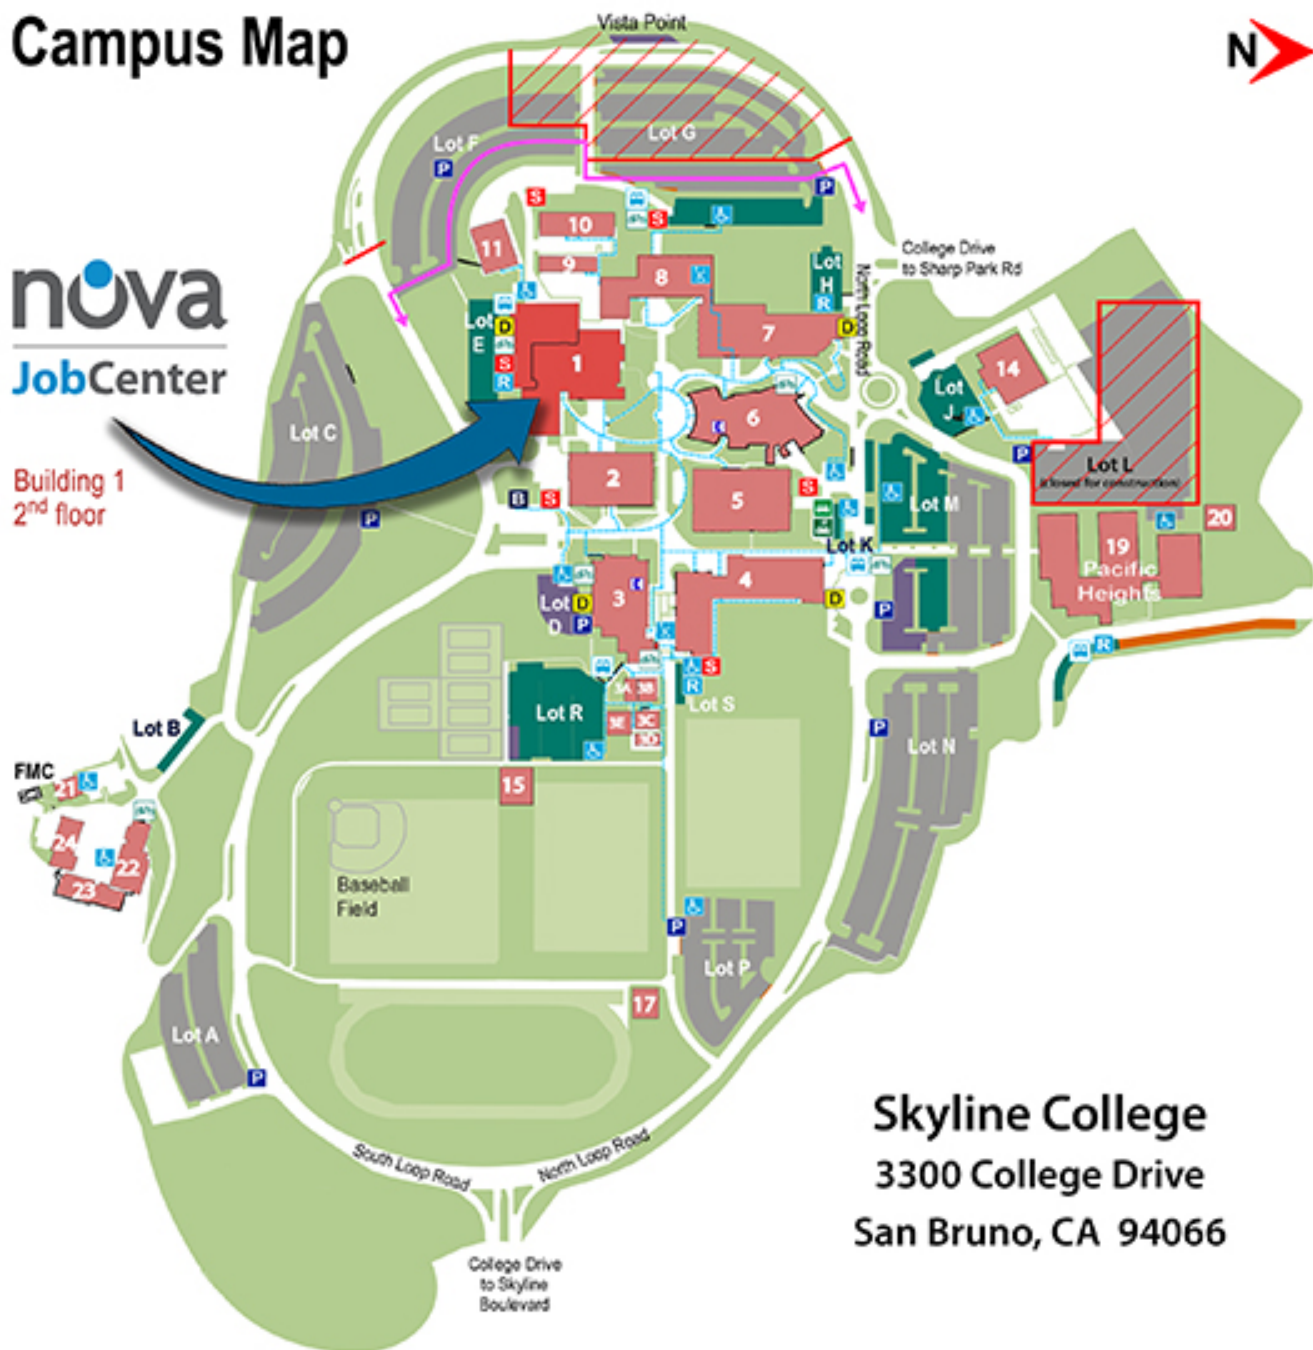 Campus Map
Vista Point
N
Lot F
Lot G
P
P
S
S
10
11
9
8
Lot
H
R
College Drive
to Sharp Park Rd
North Loop Road
nova
JobCenter
Lot
E
D
S
R
1
7
D
14
Lot
J
6
Lot C
Building 1
2nd floor
2
B
S
5
S
P
Lot L
(closed for construction)
Lot M
Lot K
20
19
Pacific
Heights
P
3
4
D
Lot
D
D
P
P
R
S
R
Lot S
3A
3B
3E
3C
3D
Lot R
Lot B
P
Lot N
FMC
21
15
24
22
23
Baseball
Field
P
Lot P
17
Lot A
P
South Loop Road
North Loop Road
College Drive
to Skyline
Boulevard
Skyline College
3300 College Drive
San Bruno, CA 94066